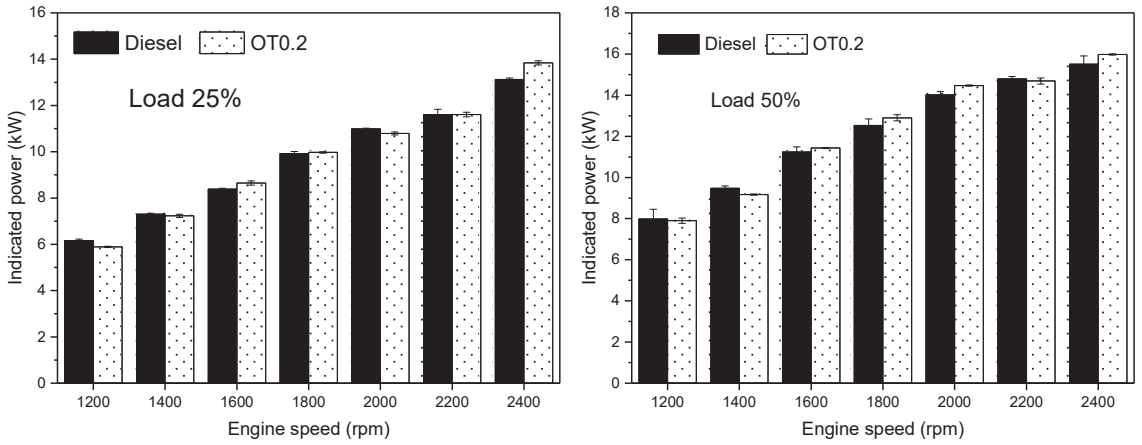 16
14
12
10
8
6
4
2
0
Indicated power (kW)
Diesel OT0.2
Load 25%
1200 1400 1600 1800 2000 2200 2400
Engine speed (rpm)
18
16
14
12
10
8
6
4
2
0
Indicated power (kW)
Diesel OT0.2
Load 50%
1200 1400 1600 1800 2000 2200 2400
Engine speed (rpm)